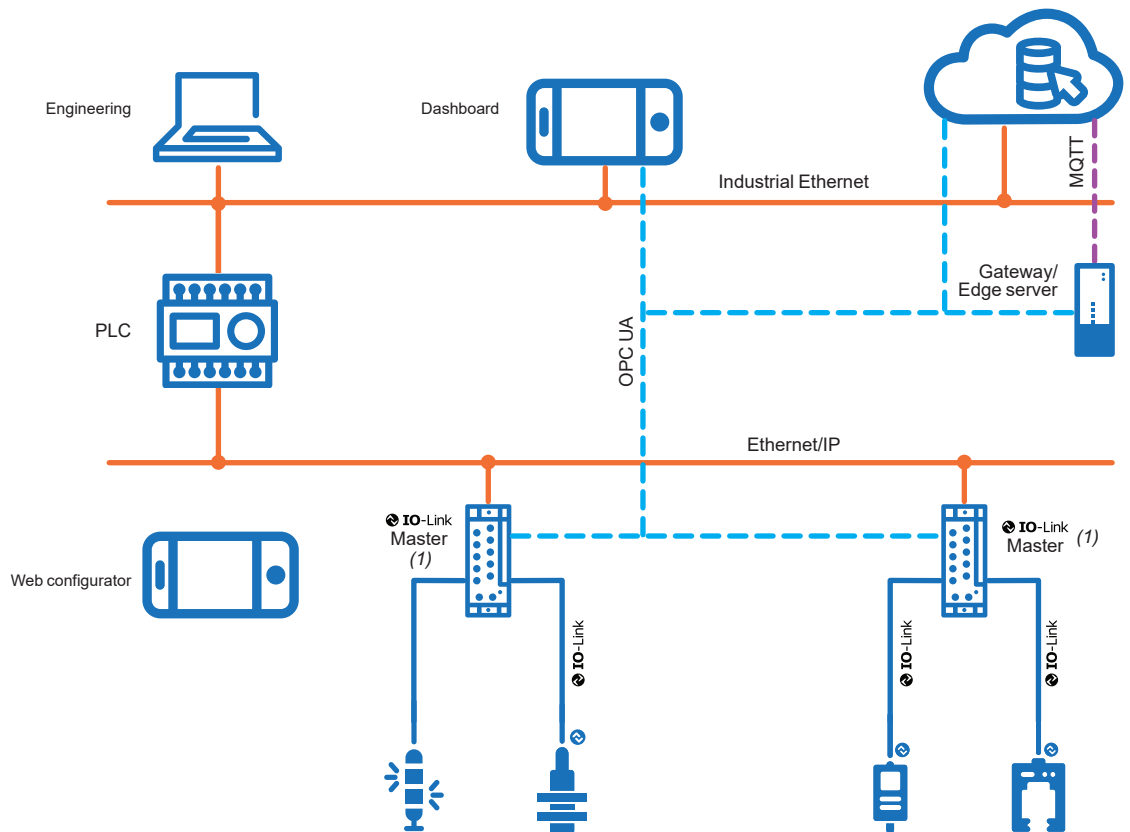 Engineering
Dashboard
MQTT
Industrial Ethernet
Gateway/
Edge server
PLC
OPC UA
Ethernet/IP
IO-Link
Master
(1)
IO-Link
Master (1)
Web configurator
IO-Link
IO-Link
IO-Link